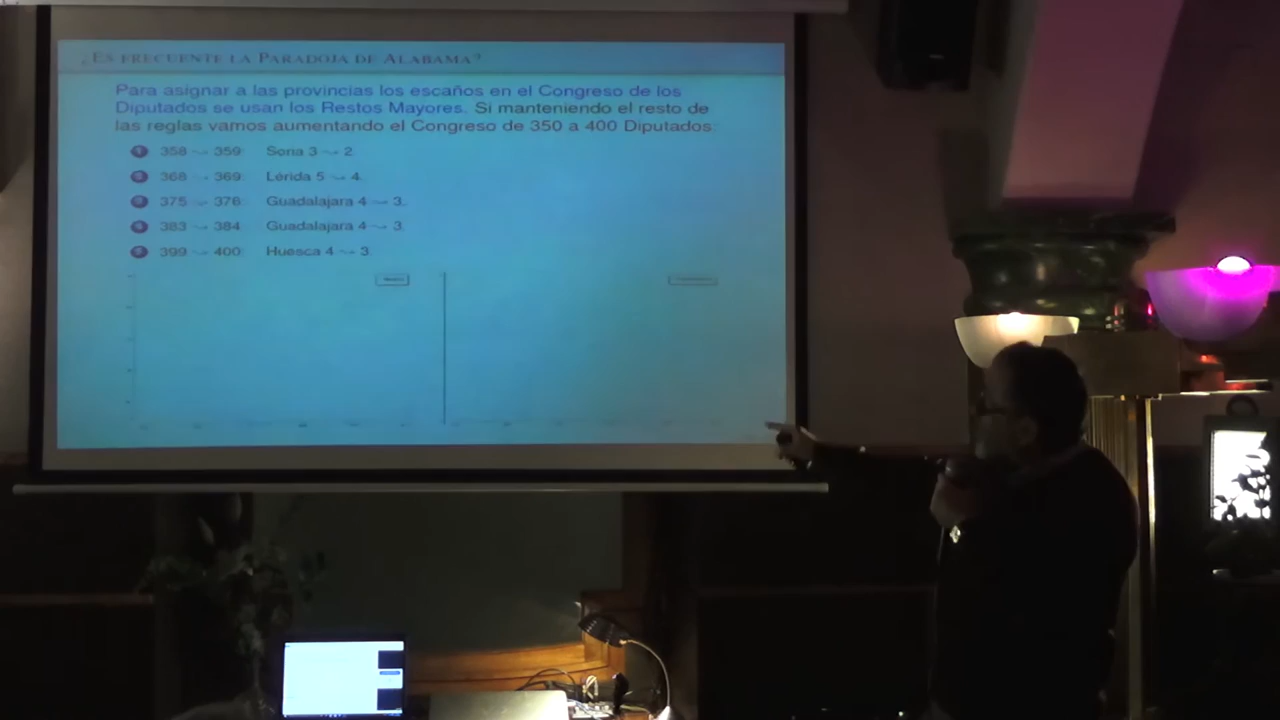 ¿ES FRECUENTE LA PARADOJA DE ALABAMA?
Para asignar a las provincias los escaños en el Congreso de los
Diputados se usan los Restos Mayores. Si manteniendo el resto de
las reglas vamos aumentando el Congreso de 350 a 400 Diputados:
1 358 ⤳ 359: Soria 3 ⤳ 2.
368 ⤳ 369: Lérida 5 ⤳ 4.
375 ⤳ 376: Guadalajara 4 ⤳ 3.
383 ⤳ 384: Guadalajara 4 ⤳ 3.
399 ⤳ 400: Huesca 4 ⤳ 3.